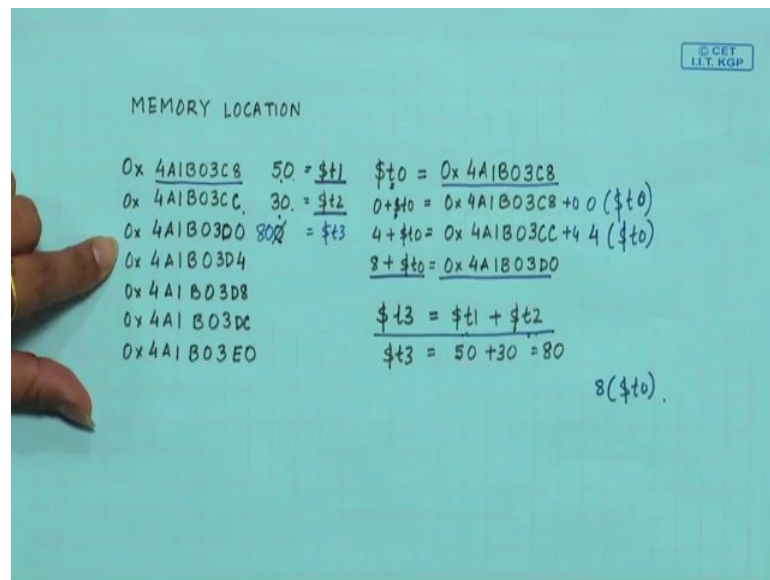 © CET
I.I.T. KGP
MEMORY LOCATION
0x 4A1B03C8 50 = $t1 $t0 = 0x 4A1B03C8
0x 4A1B03CC 30 = $t2 0+$t0 = 0x 4A1B03C8 +0 0($t0)
0x 4A1B03D0 80 = $t3 4+$t0 = 0x 4A1B03CC +4 4($t0)
0x 4A1B03D4 8+$t0 = 0x 4A1B03D0
0x 4A1B03D8
0x 4A1B03DC $t3 = $t1 + $t2
0x 4A1B03E0 $t3 = 50 +30 = 80
8($t0).